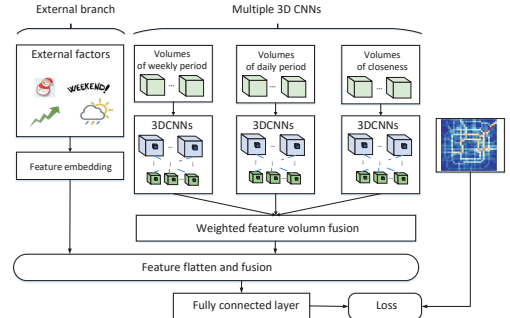 External branch
Multiple 3D CNNs
External factors
WEEKEND!
Feature embedding
Volumes
of weekly period
...
3DCNNs
...
...
Volumes
of daily period
...
3DCNNs
...
...
Volumes
of closeness
...
3DCNNs
...
...
Weighted feature volumn fusion
Feature flatten and fusion
Fully connected layer
Loss